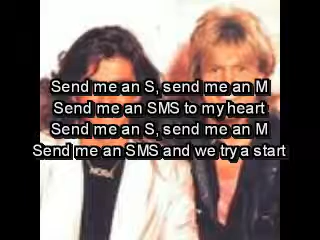 Send me an S, send me an M
Send me an SMS to my heart
Send me an S, send me an M
Send me an SMS and we try a start